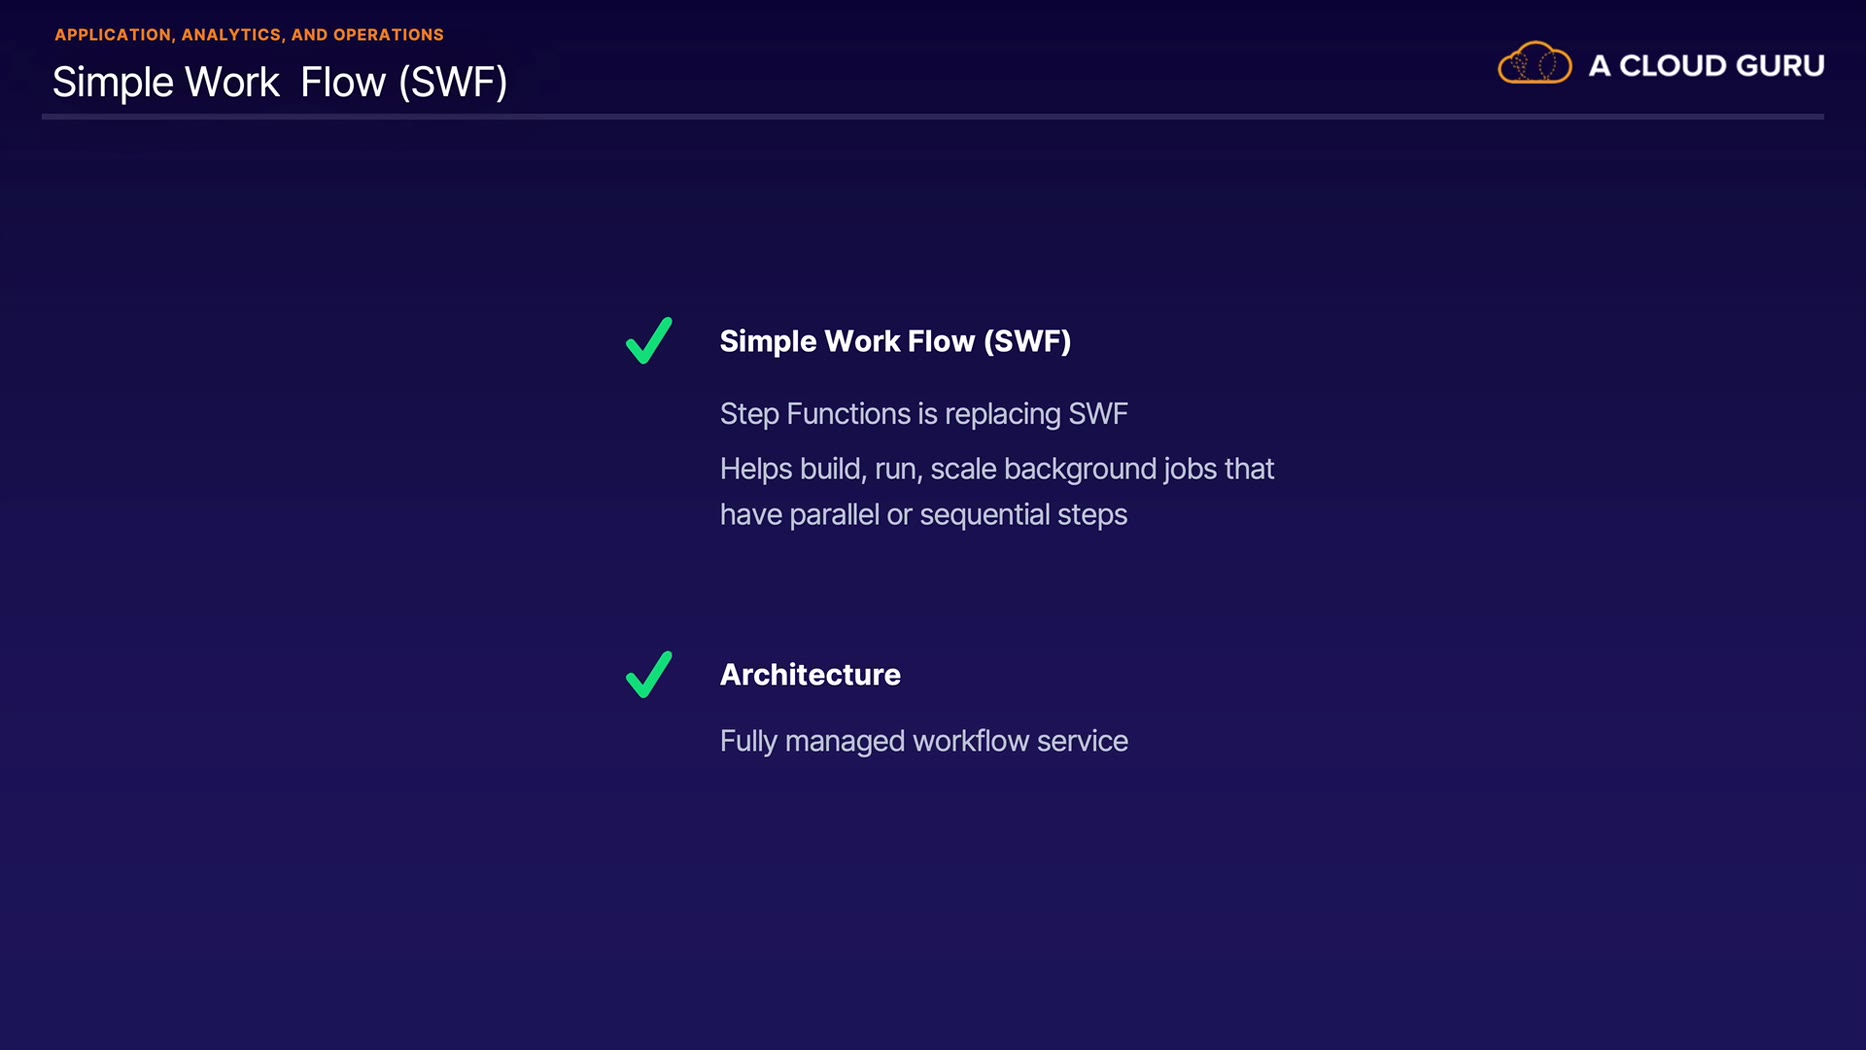 APPLICATION, ANALYTICS, AND OPERATIONS
Simple Work  Flow (SWF)
A CLOUD GURU
Simple Work Flow (SWF)
Step Functions is replacing SWF
Helps build, run, scale background jobs that
have parallel or sequential steps
Architecture
Fully managed workflow service